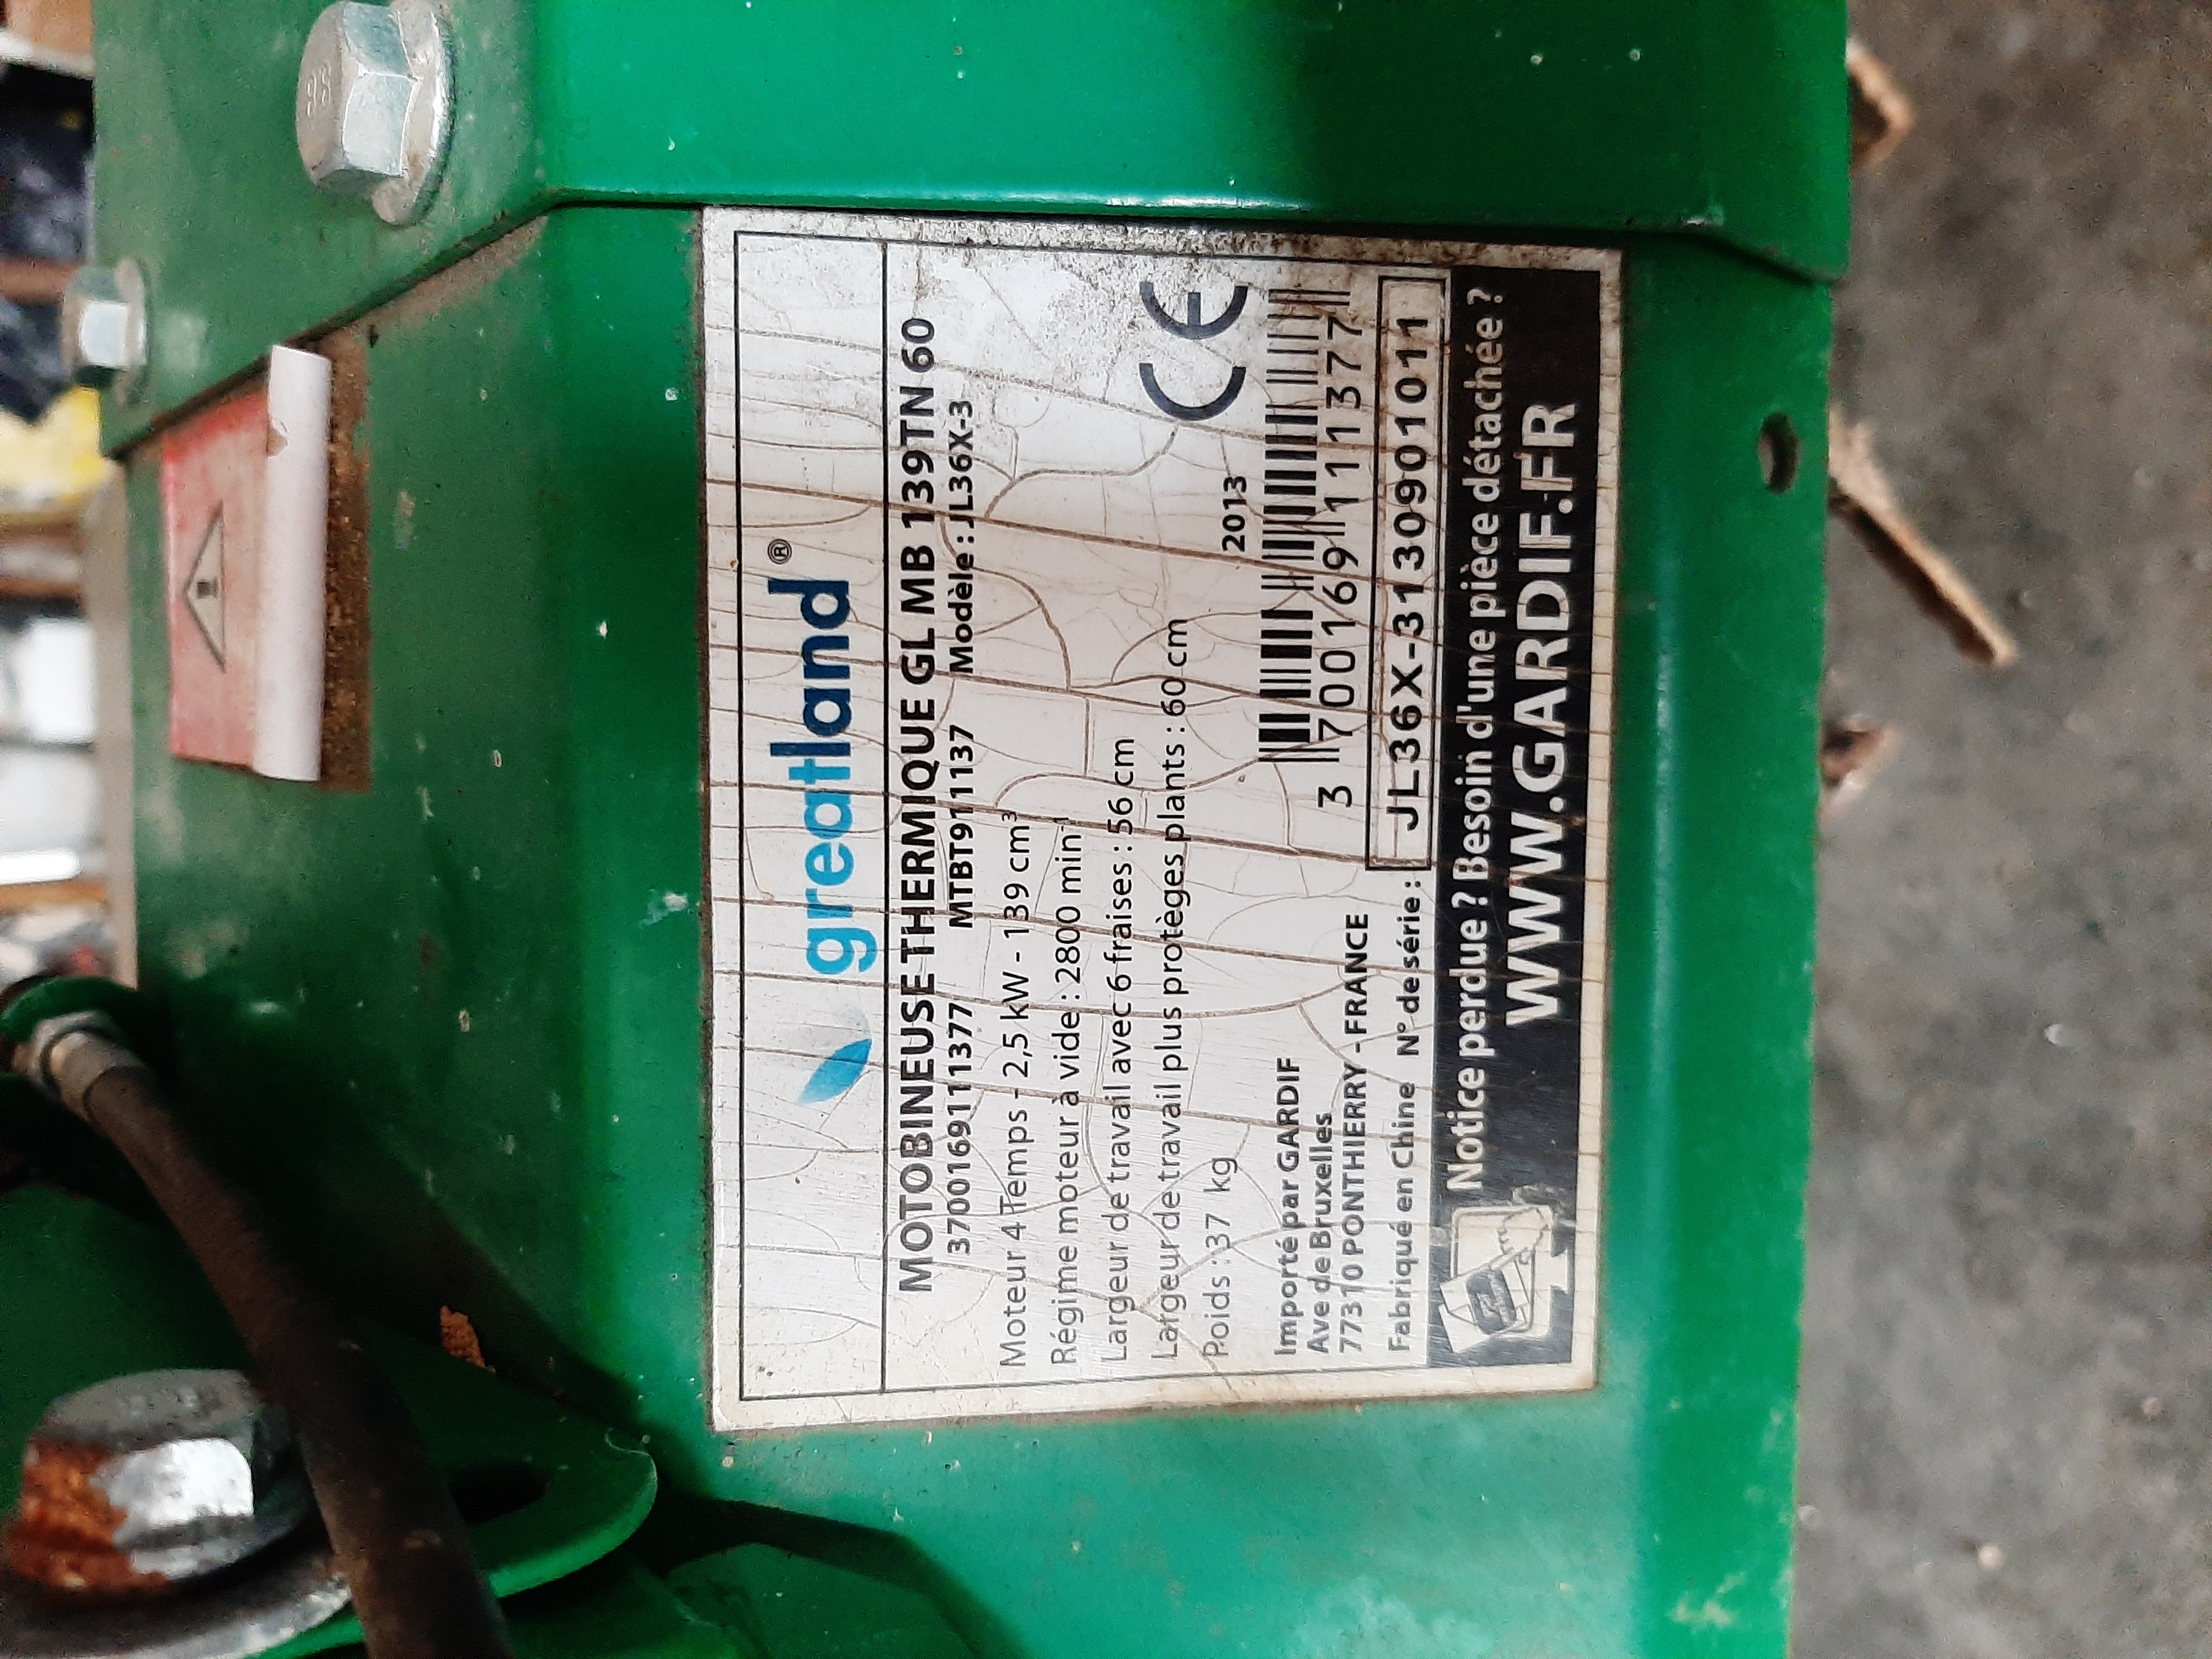 greatland®
MOTOBINEUSE THERMIQUE GL MB 139TN 60
3700169111377 MTBT911137 Modèle : JL36X-3
Moteur 4 Temps - 2,5 kW - 139 cm³
Régime moteur à vide : 2800 min¹
Largeur de travail avec 6 fraises : 56 cm
Largeur de travail plus protèges plants : 60 cm
Poids : 37 kg
2013
CE
Importé par GARDIF
Ave de Bruxelles
77310 PONTHIERRY - FRANCE
3 700169 111377
Fabriqué en Chine N° de série : JL36X-3130901011
Notice perdue ? Besoin d'une pièce détachée ?
WWW.GARDIF.FR